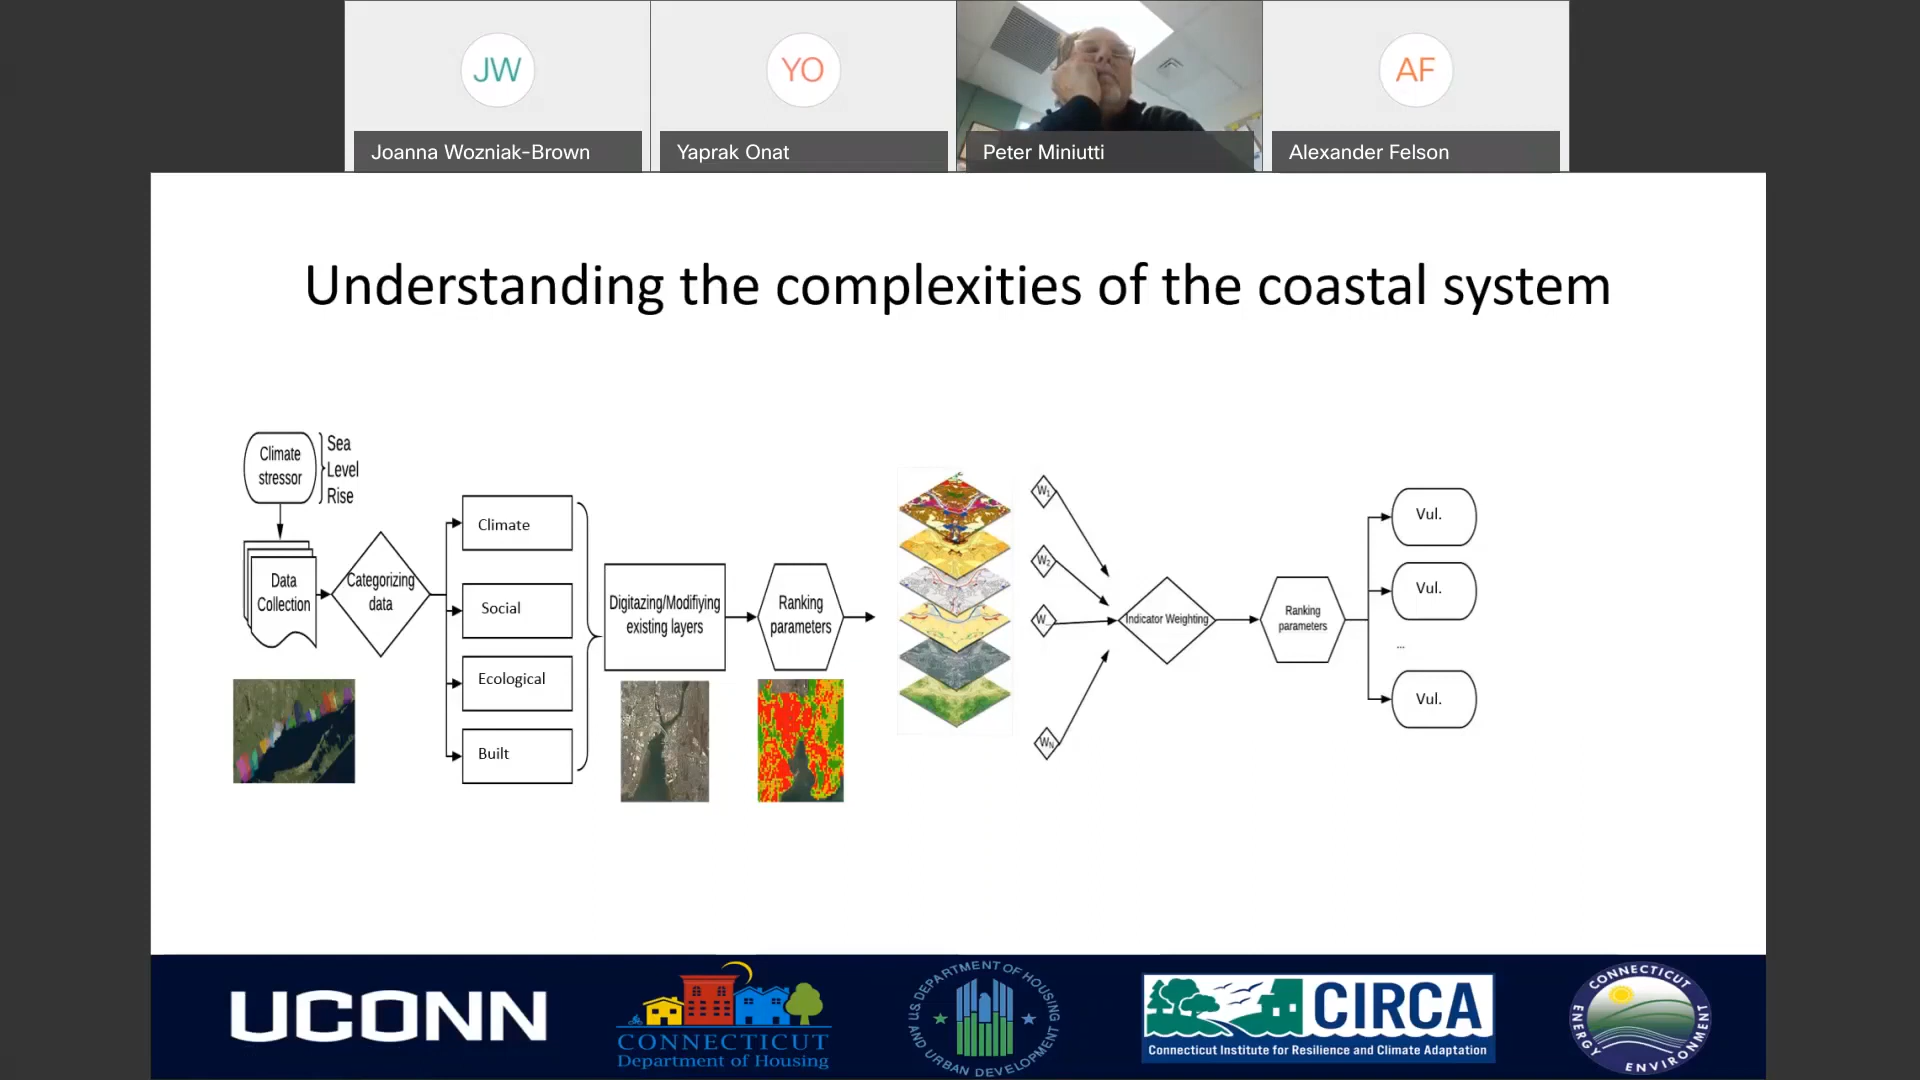 JW
YO
AF
Joanna Wozniak-Brown
Yaprak Onat
Peter Miniutti
Alexander Felson
Understanding the complexities of the coastal system
Climate
stressor
Sea
Level
Rise
Data
Collection
Categorizing
data
Climate
Social
Ecological
Built
Digitazing/Modifiying
existing layers
Ranking
parameters
W1
W2
W
WN
Indicator Weighting
Ranking
parameters
Vul.
Vul.
...
Vul.
UCONN
CONNECTICUT
Department of Housing
U.S. DEPARTMENT OF HOUSING
AND URBAN DEVELOPMENT
CIRCA
Connecticut Institute for Resilience and Climate Adaptation
CONNECTICUT
ENERGY
ENVIRONMENT